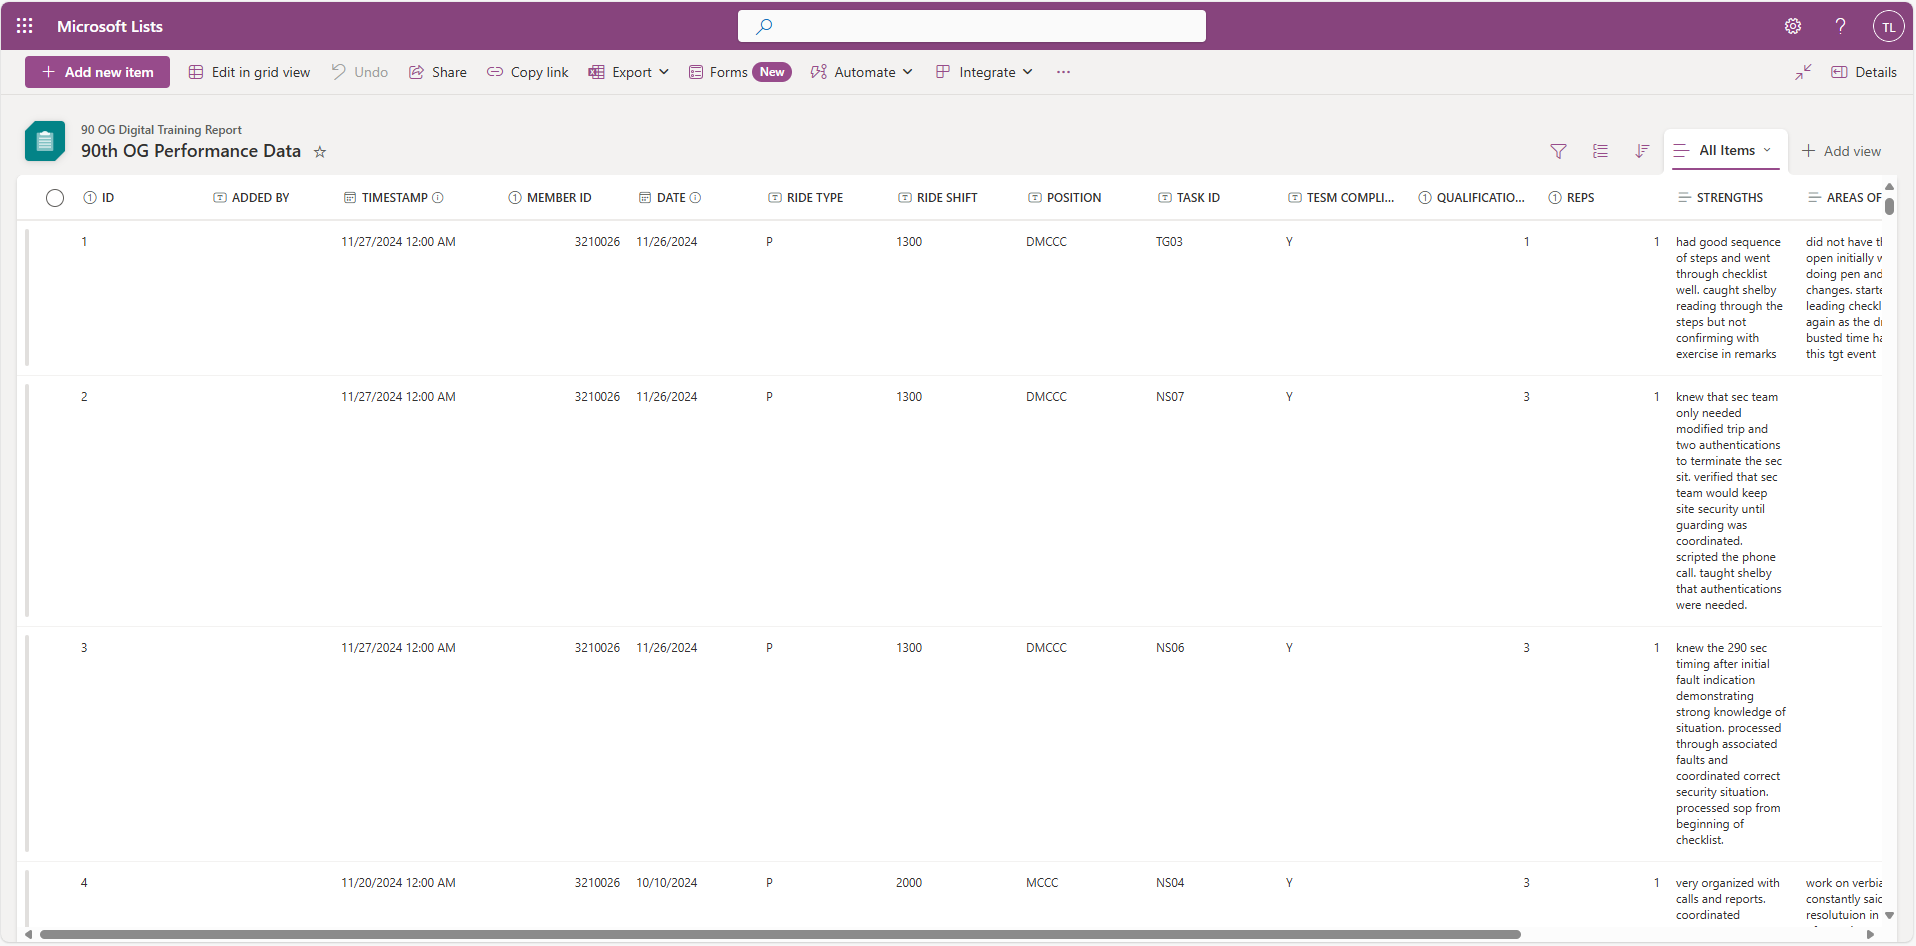 Microsoft Lists
TL
Add new item
Edit in grid view
Undo
Share
Copy link
Export
Forms
New
Automate
Integrate
Details
90 OG Digital Training Report
90th OG Performance Data
All Items
Add view
ID ADDED BY TIMESTAMP MEMBER ID DATE RIDE TYPE RIDE SHIFT POSITION TASK ID TESM COMPLI... QUALIFICATIO... REPS STRENGTHS AREAS OF
1 11/27/2024 12:00 AM 3210026 11/26/2024 P 1300 DMCCC TG03 Y 1 1
had good sequence
of steps and went
through checklist
well. caught shelby
reading through the
steps but not
confirming with
exercise in remarks
did not have
open initially
doing pen and
changes.
leading
again as the
busted time
this tgt event
2 11/27/2024 12:00 AM 3210026 11/26/2024 P 1300 DMCCC NS07 Y 3 1
knew that sec team
only needed
modified trip and
two authentications
to terminate the sec
sit. verified that sec
team would keep
site security until
guarding was
coordinated.
scripted the phone
call. taught shelby
that authentications
were needed.
3 11/27/2024 12:00 AM 3210026 11/26/2024 P 1300 DMCCC NS06 Y 3 1
knew the 290 sec
timing after initial
fault indication
demonstrating
strong knowledge of
situation. processed
through associated
faults and
coordinated correct
security situation.
processed sop from
beginning of
checklist.
4 11/20/2024 12:00 AM 3210026 10/10/2024 P 2000 MCCC NS04 Y 3 1
very organized with
calls and reports.
coordinated
work on
constantly
resolutuion in